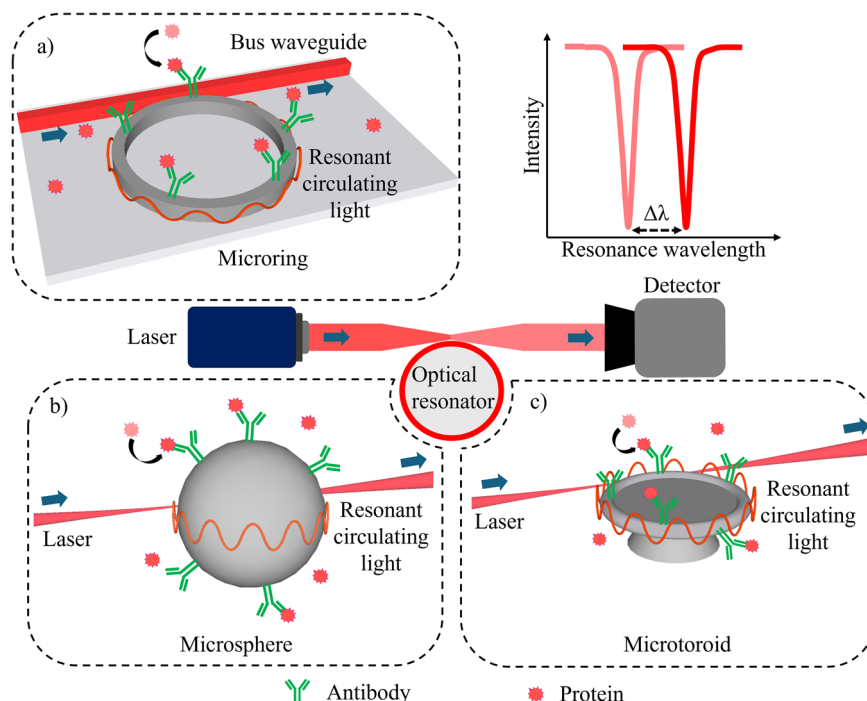 a)
Bus waveguide
Resonant
circulating
light
Microring
Intensity
Δλ
Resonance wavelength
Laser
Detector
Optical
resonator
b)
Laser
Resonant
circulating
light
Microsphere
c)
Laser
Resonant
circulating
light
Microtoroid
Antibody
Protein